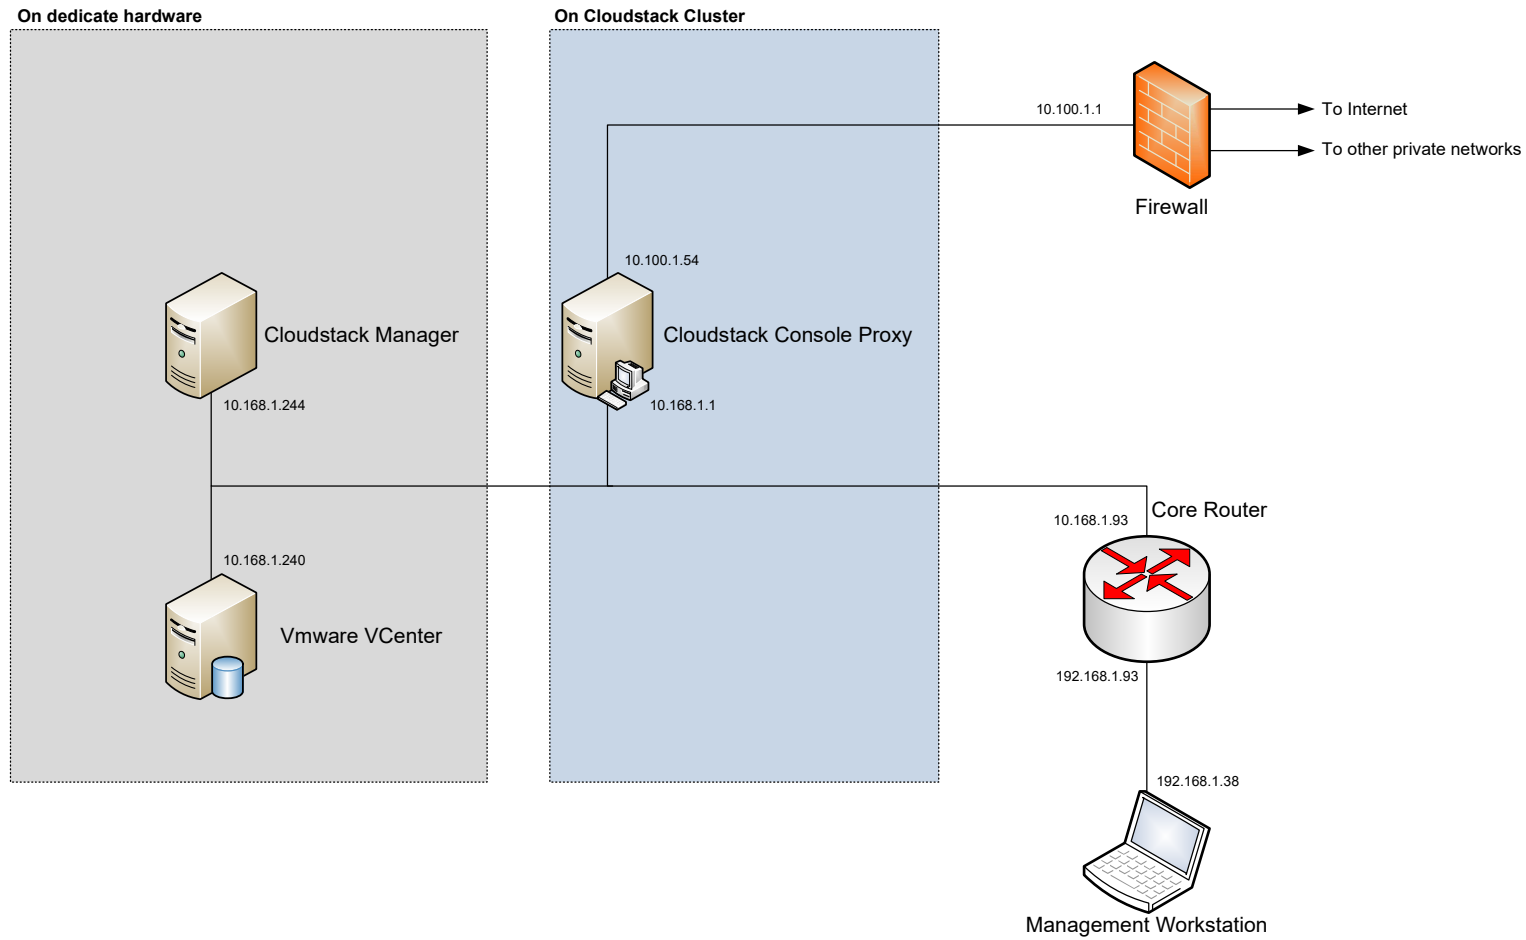 On dedicate hardware
On Cloudstack Cluster
10.100.1.1
To Internet
To other private networks
Firewall
10.100.1.54
Cloudstack Manager
Cloudstack Console Proxy
10.168.1.244
10.168.1.1
Core Router
10.168.1.93
10.168.1.240
Vmware VCenter
192.168.1.93
192.168.1.38
Management Workstation